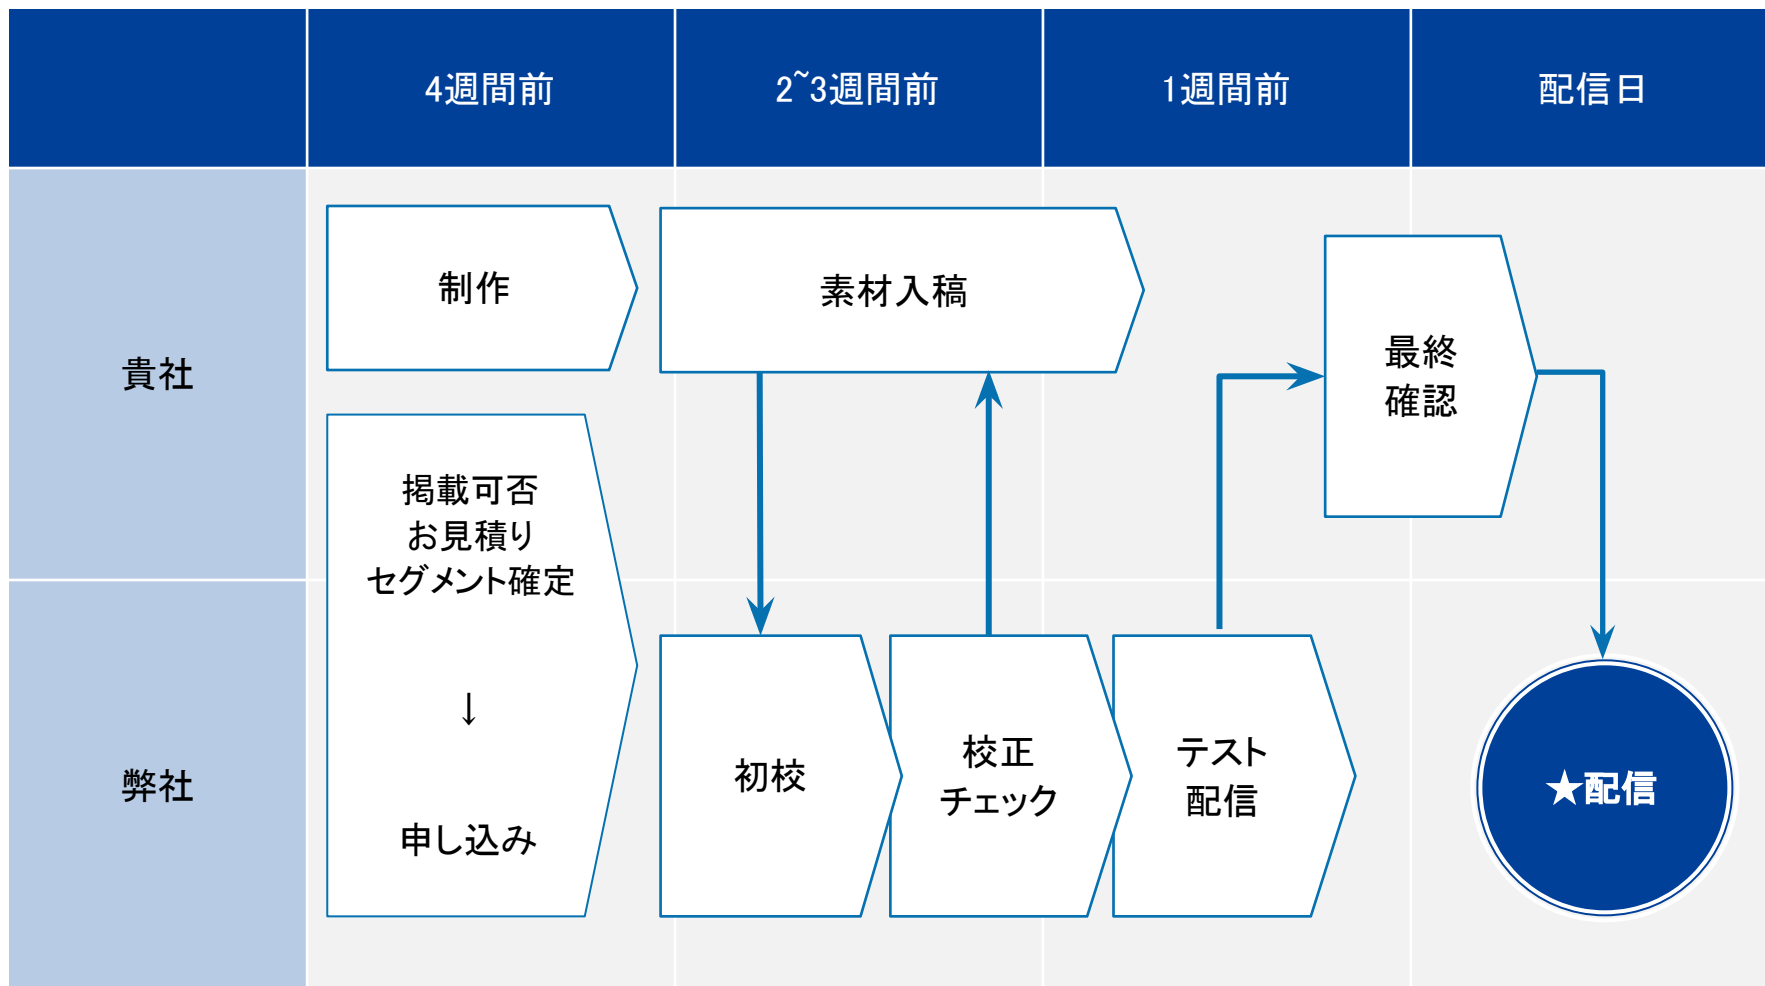 4週間前
2~3週間前
1週間前
配信日
貴社
制作
素材入稿
最終
確認
掲載可否
お見積り
セグメント確定
↓
申し込み
弊社
初校
校正
チェック
テスト
配信
★配信